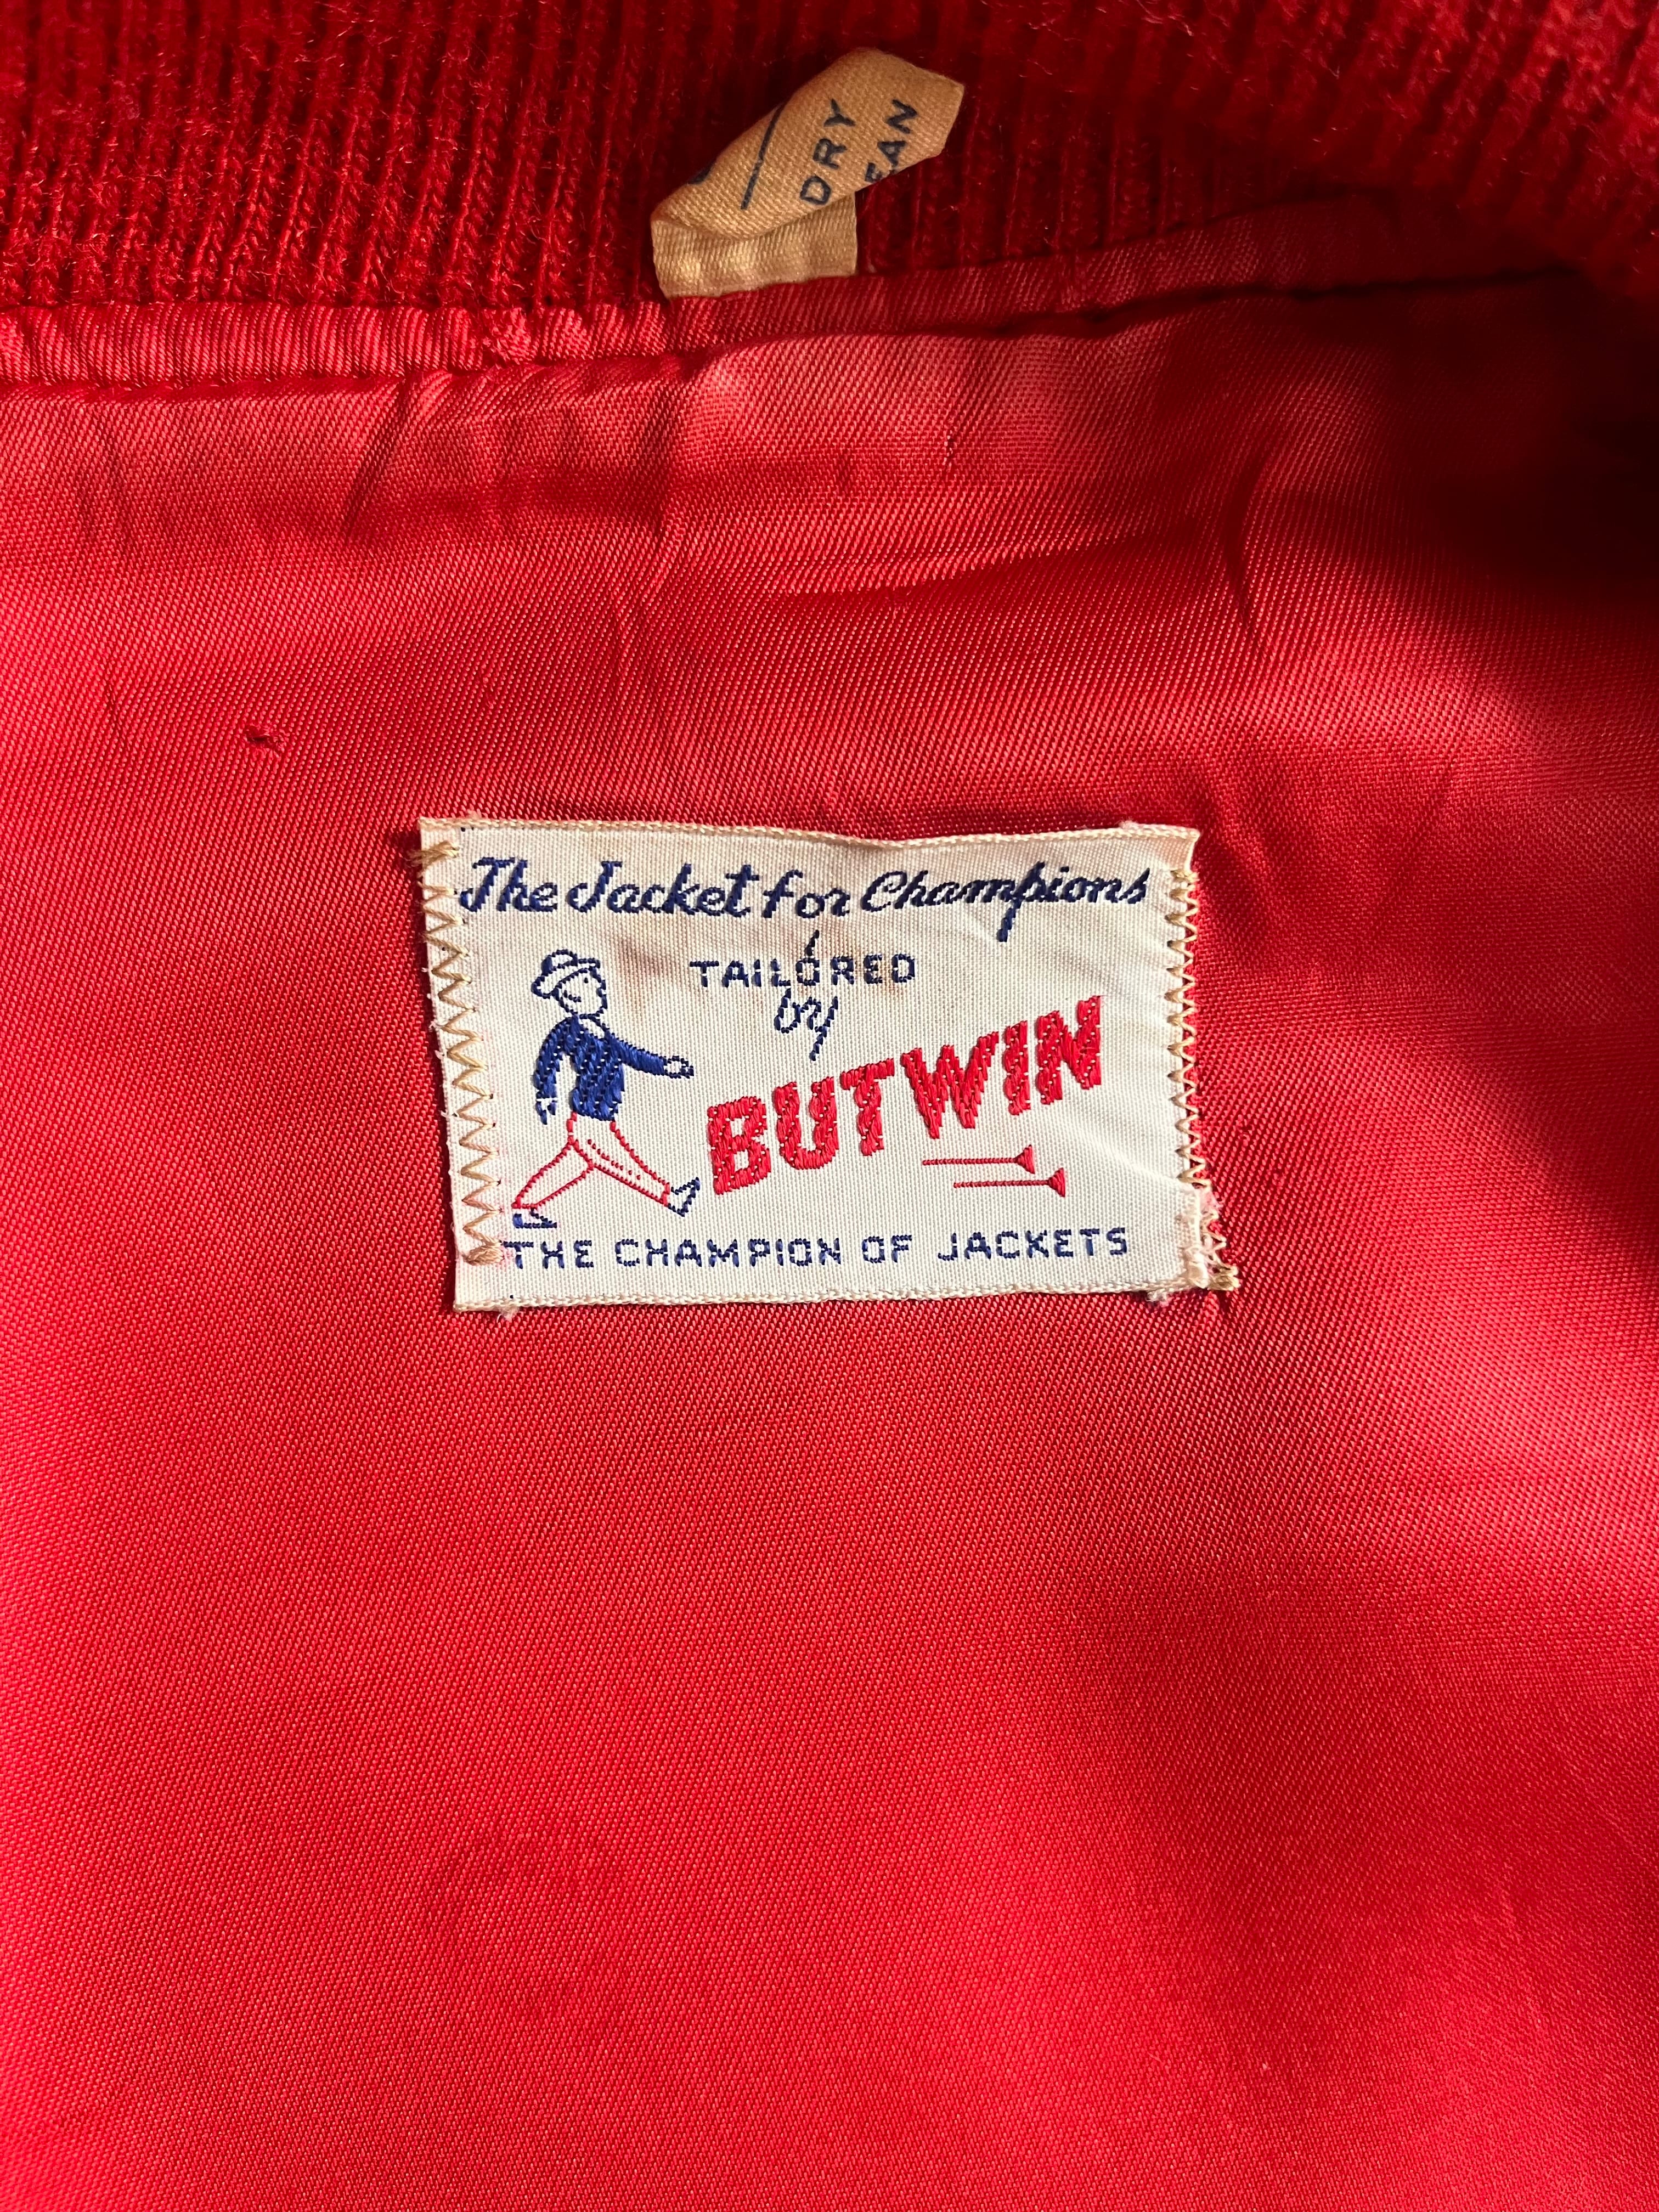 DRY
The Jacket for Champions
TAILORED
by
BUTWIN
THE CHAMPION OF JACKETS